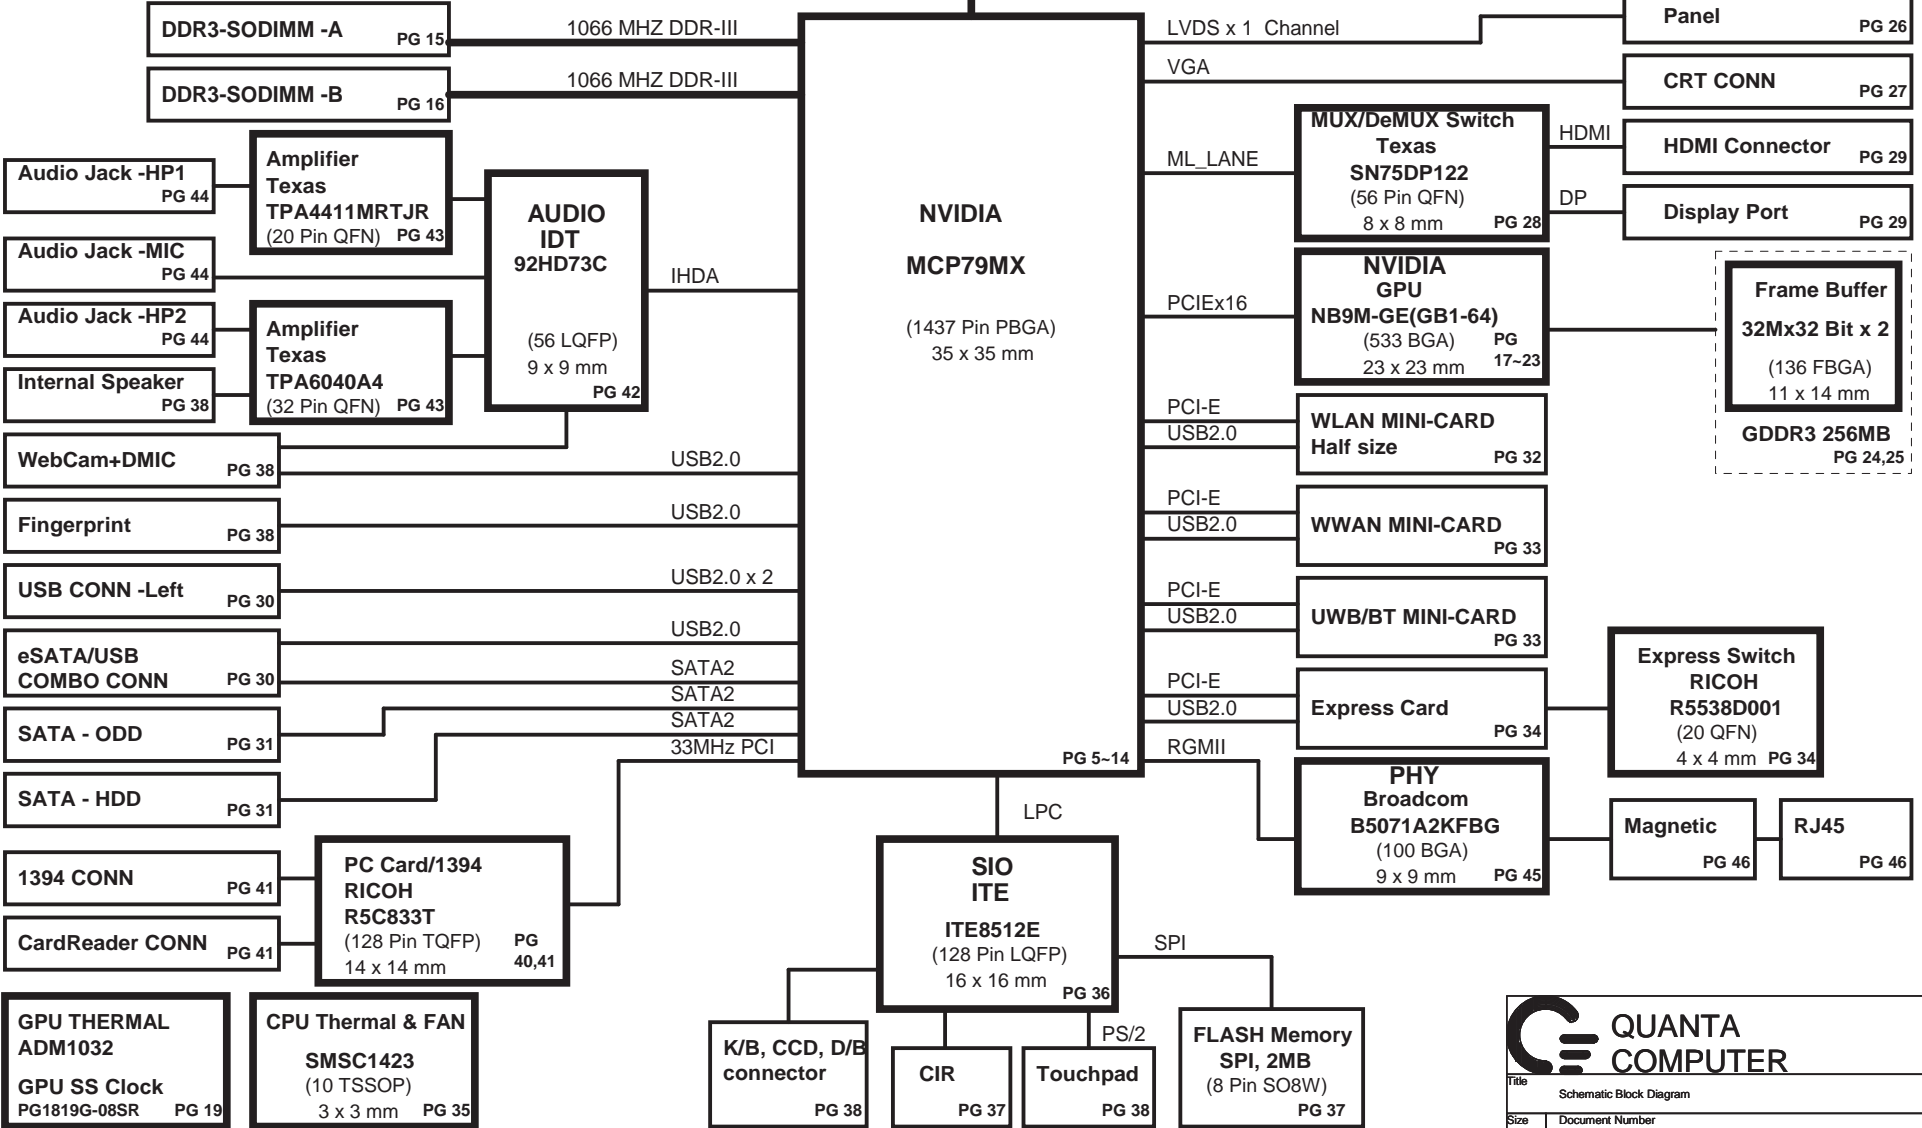 DDR3-SODIMM -A
PG 15
1066 MHZ DDR-III
DDR3-SODIMM -B
PG 16
1066 MHZ DDR-III
Audio Jack -HP1
PG 44
Amplifier
Texas
TPA4411MRTJR
(20 Pin QFN) PG 43
Audio Jack -MIC
PG 44
Audio Jack -HP2
PG 44
Amplifier
Texas
TPA6040A4
(32 Pin QFN) PG 43
Internal Speaker
PG 38
AUDIO
IDT
92HD73C
(56 LQFP)
9 x 9 mm
PG 42
IHDA
WebCam+DMIC
PG 38
USB2.0
Fingerprint
PG 38
USB2.0
USB CONN -Left
PG 30
USB2.0 x 2
eSATA/USB
COMBO CONN
PG 30
USB2.0
SATA2
SATA2
SATA2
33MHz PCI
SATA - ODD
PG 31
SATA - HDD
PG 31
1394 CONN
PG 41
CardReader CONN
PG 41
PC Card/1394
RICOH
R5C833T
(128 Pin TQFP)
14 x 14 mm
PG
40,41
GPU THERMAL
ADM1032
GPU SS Clock
PG1819G-08SR PG 19
CPU Thermal & FAN
SMSC1423
(10 TSSOP)
3 x 3 mm PG 35
NVIDIA
MCP79MX
(1437 Pin PBGA)
35 x 35 mm
PG 5~14
LPC
SIO
ITE
ITE8512E
(128 Pin LQFP)
16 x 16 mm
PG 36
SPI
PS/2
K/B, CCD, D/B
connector
PG 38
CIR
PG 37
Touchpad
PG 38
FLASH Memory
SPI, 2MB
(8 Pin SO8W)
PG 37
LVDS x 1 Channel
Panel
PG 26
VGA
CRT CONN
PG 27
ML_LANE
MUX/DeMUX Switch
Texas
SN75DP122
(56 Pin QFN)
8 x 8 mm
PG 28
HDMI
HDMI Connector
PG 29
DP
Display Port
PG 29
PCIEx16
NVIDIA
GPU
NB9M-GE(GB1-64)
(533 BGA)
23 x 23 mm
PG
17~23
Frame Buffer
32Mx32 Bit x 2
(136 FBGA)
11 x 14 mm
GDDR3 256MB
PG 24,25
PCI-E
USB2.0
WLAN MINI-CARD
Half size
PG 32
PCI-E
USB2.0
WWAN MINI-CARD
PG 33
PCI-E
USB2.0
UWB/BT MINI-CARD
PG 33
PCI-E
USB2.0
Express Card
PG 34
Express Switch
RICOH
R5538D001
(20 QFN)
4 x 4 mm PG 34
RGMII
PHY
Broadcom
B5071A2KFBG
(100 BGA)
9 x 9 mm
PG 45
Magnetic
PG 46
RJ45
PG 46
QUANTA
COMPUTER
Title
Schematic Block Diagram
Size
Document Number